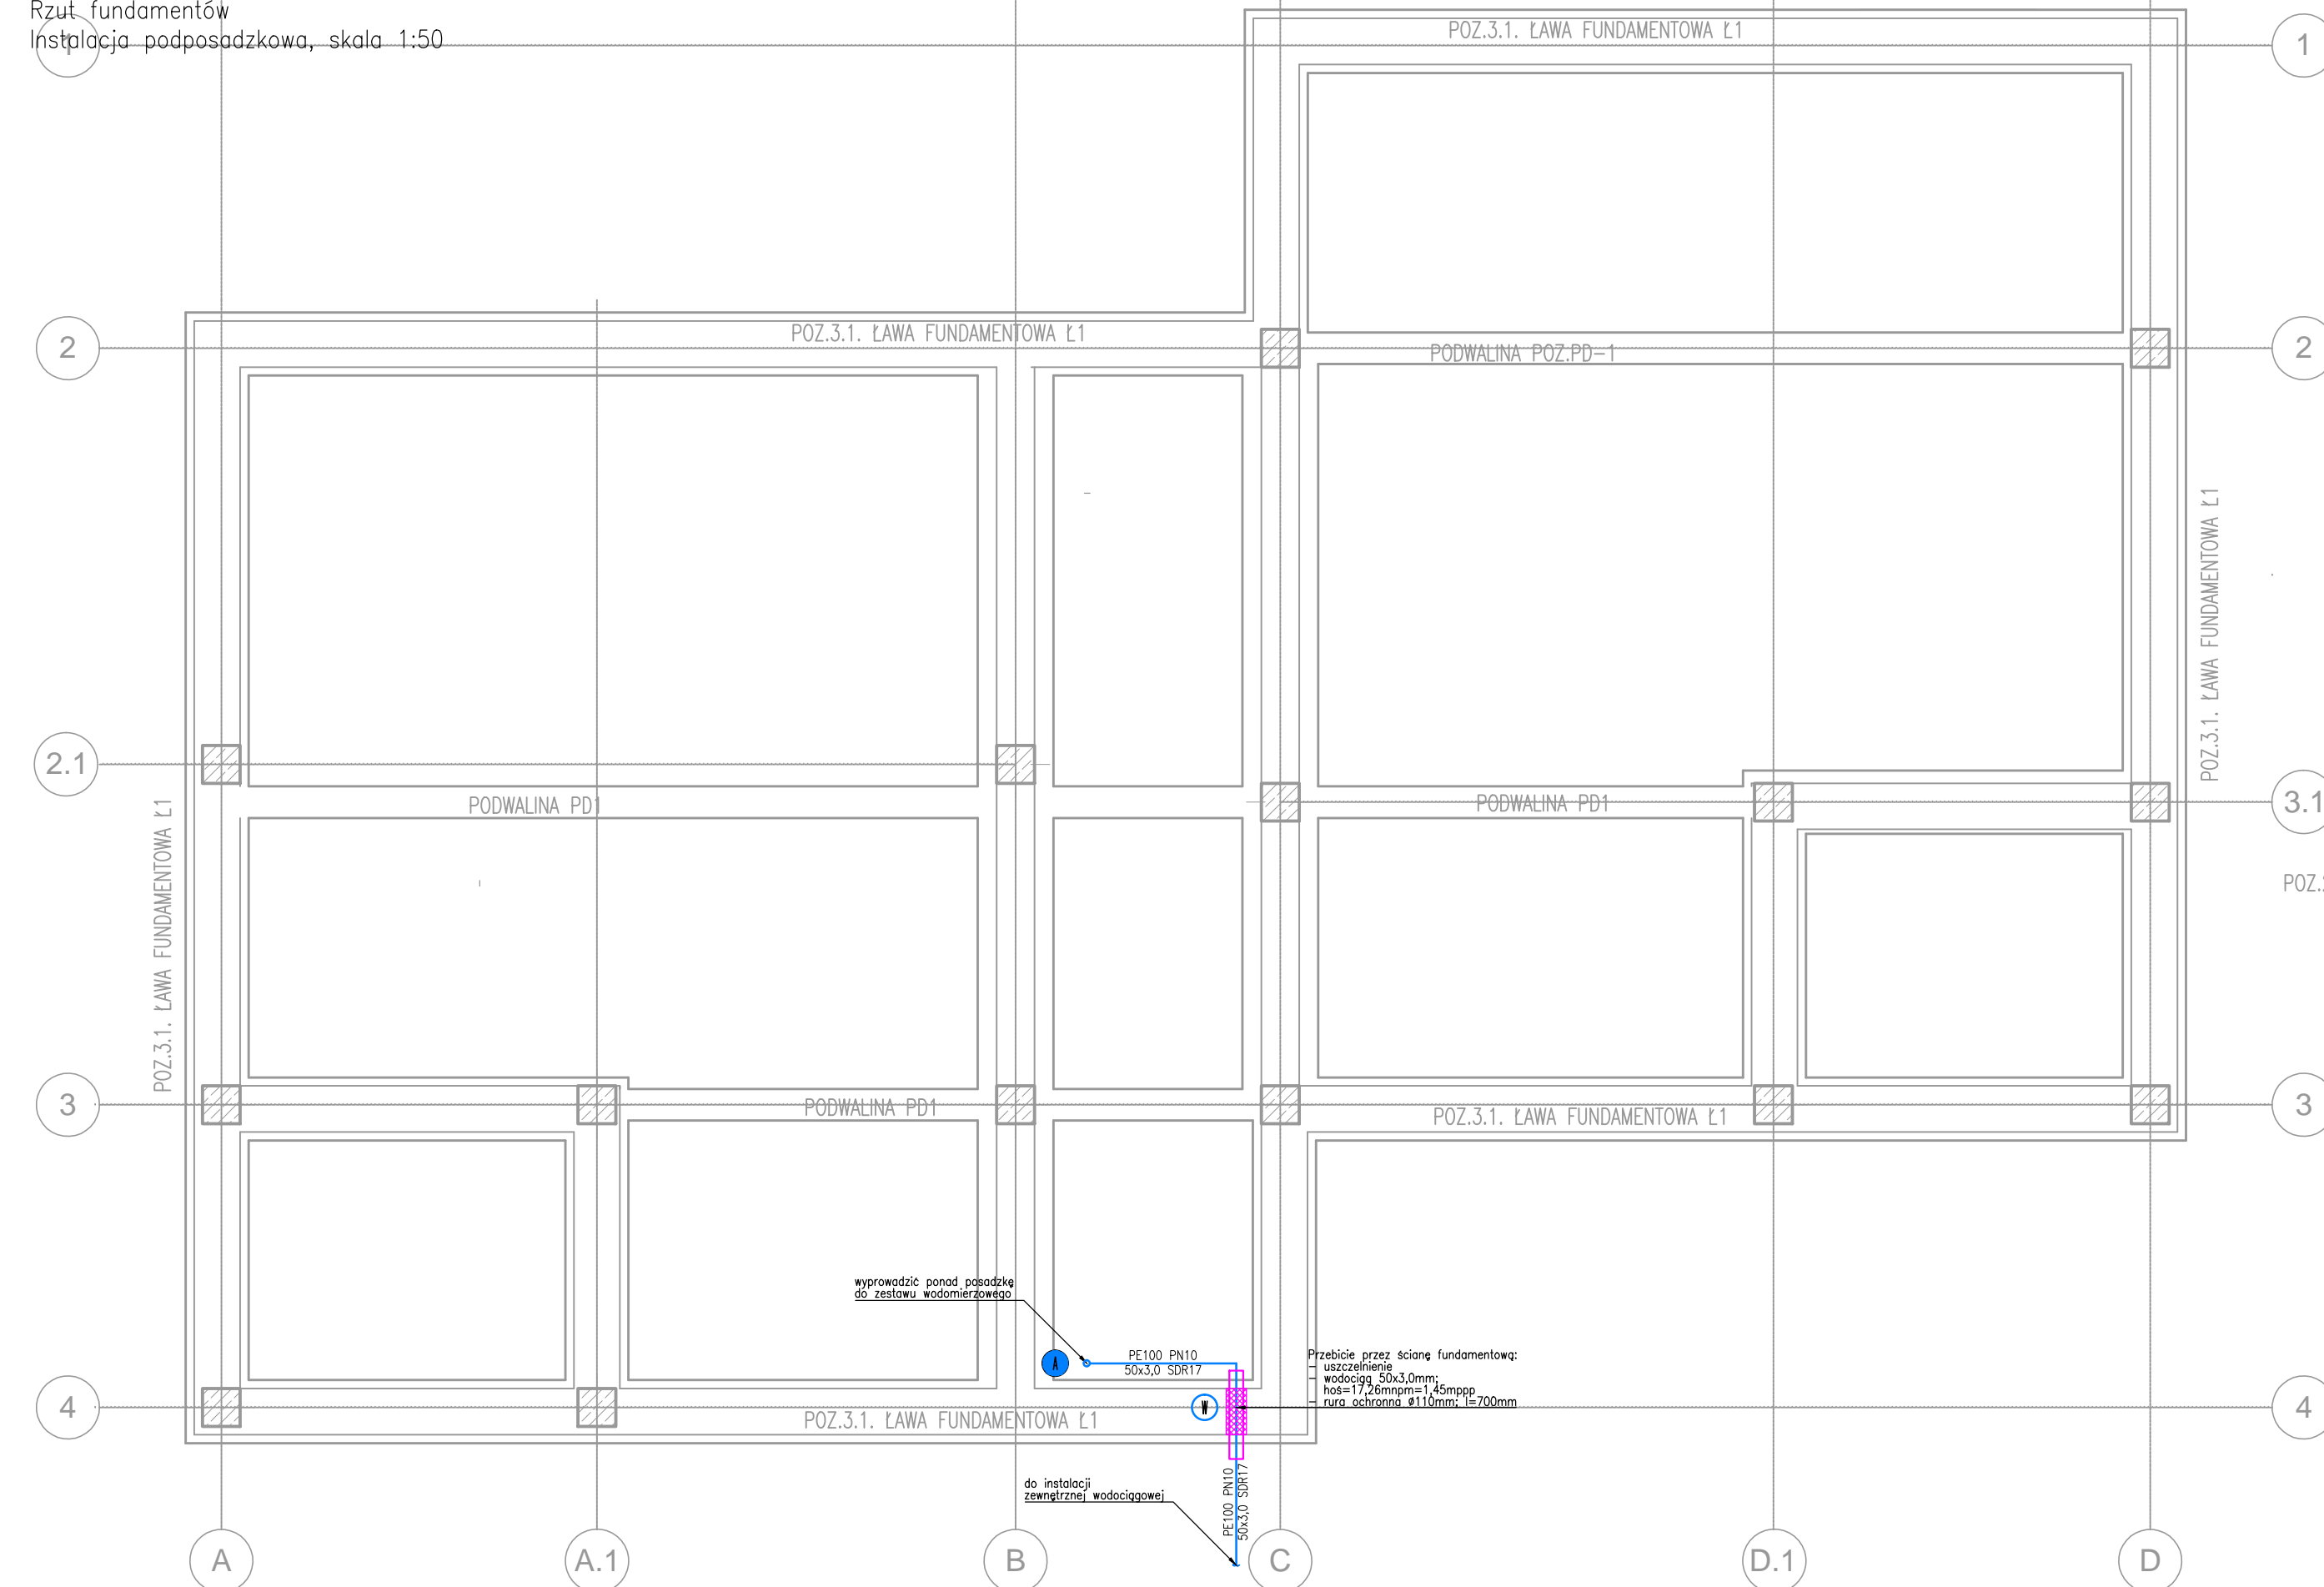 Rzut fundamentów
Instalacja podposadzkowa, skala 1:50
POZ.3.1. ŁAWA FUNDAMENTOWA Ł1
1
1
POZ.3.1. ŁAWA FUNDAMENTOWA Ł1
2
PODWALINA POZ.PD-1
2
POZ.3.1. ŁAWA FUNDAMENTOWA Ł1
2.1
PODWALINA PD1
PODWALINA PD1
3.1
POZ.3.1. ŁAWA FUNDAMENTOWA Ł1
POZ.
3
PODWALINA PD1
POZ.3.1. ŁAWA FUNDAMENTOWA Ł1
3
wyprowadzić ponad posadzkę
do zestawu wodomierzowego
A
PE100 PN10
50x3,0 SDR17
Przebicie przez ścianę fundamentową:
- uszczelnienie
- wodociąg 50x3,0mm;
hoś=17,26mnpm=1,45mppp
- rura ochronna ø110mm; l=700mm
4
W
4
POZ.3.1. ŁAWA FUNDAMENTOWA Ł1
do instalacji
zewnętrznej wodociągowej
PE100 PN10
50x3,0 SDR17
A
A.1
B
C
D.1
D